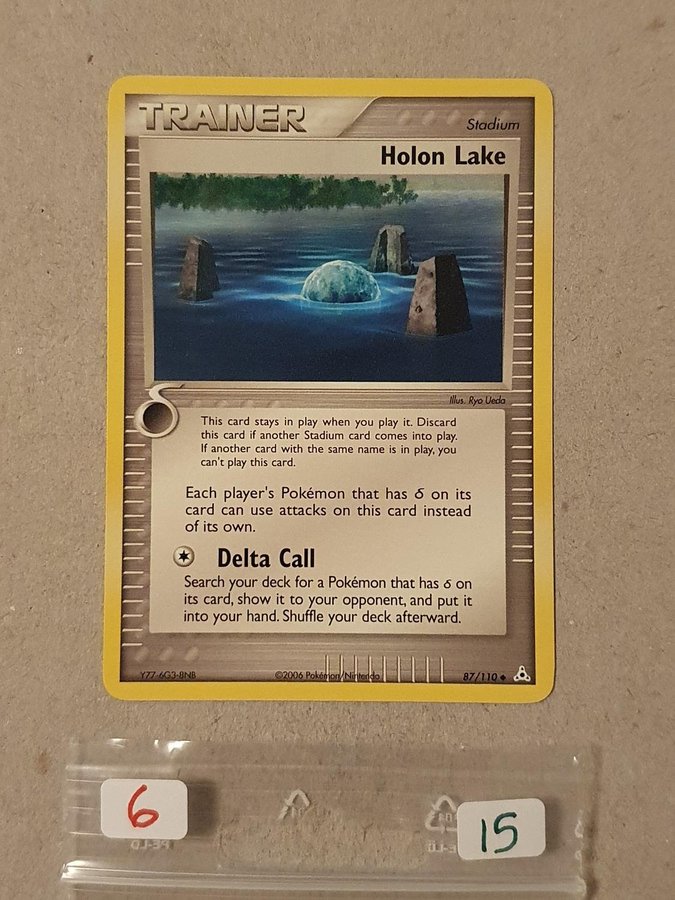 TRAINER
Stadium
Holon Lake
Illus. Ryo Ueda
This card stays in play when you play it. Discard
this card if another Stadium card comes into play.
If another card with the same name is in play, you
can't play this card.
Each player's Pokémon that has δ on its
card can use attacks on this card instead
of its own.
Delta Call
Search your deck for a Pokémon that has δ on
its card, show it to your opponent, and put it
into your hand. Shuffle your deck afterward.
Y77-6G3-8NB ©2006 Pokémon/Nintendo 87/110
6
15